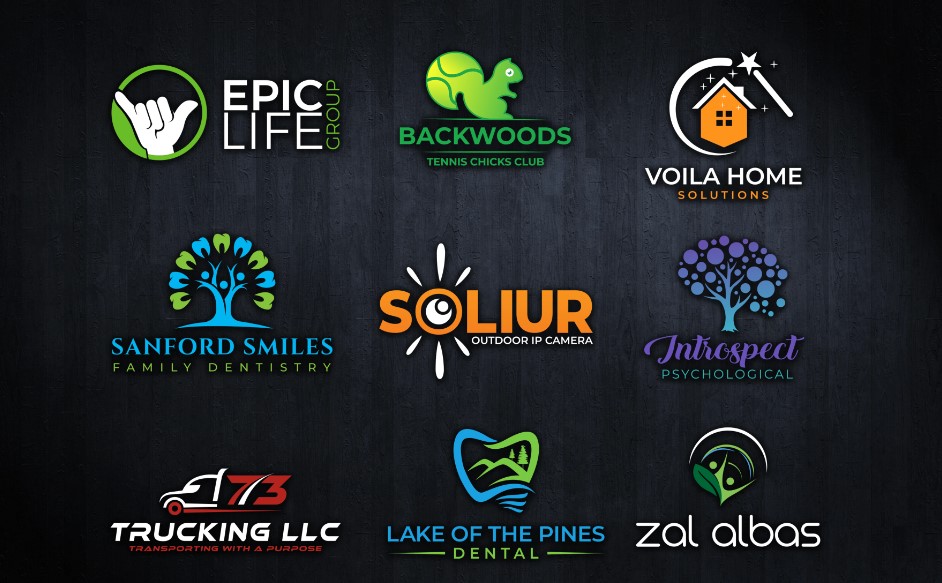 EPIC
LIFE
GROUP
BACKWOODS
TENNIS CHICKS CLUB
VOILA HOME
SOLUTIONS
SANFORD SMILES
FAMILY DENTISTRY
SOLIUR
OUTDOOR IP CAMERA
Introspect
PSYCHOLOGICAL
73
TRUCKING LLC
TRANSPORTING WITH A PURPOSE
LAKE OF THE PINES
DENTAL
zal albas